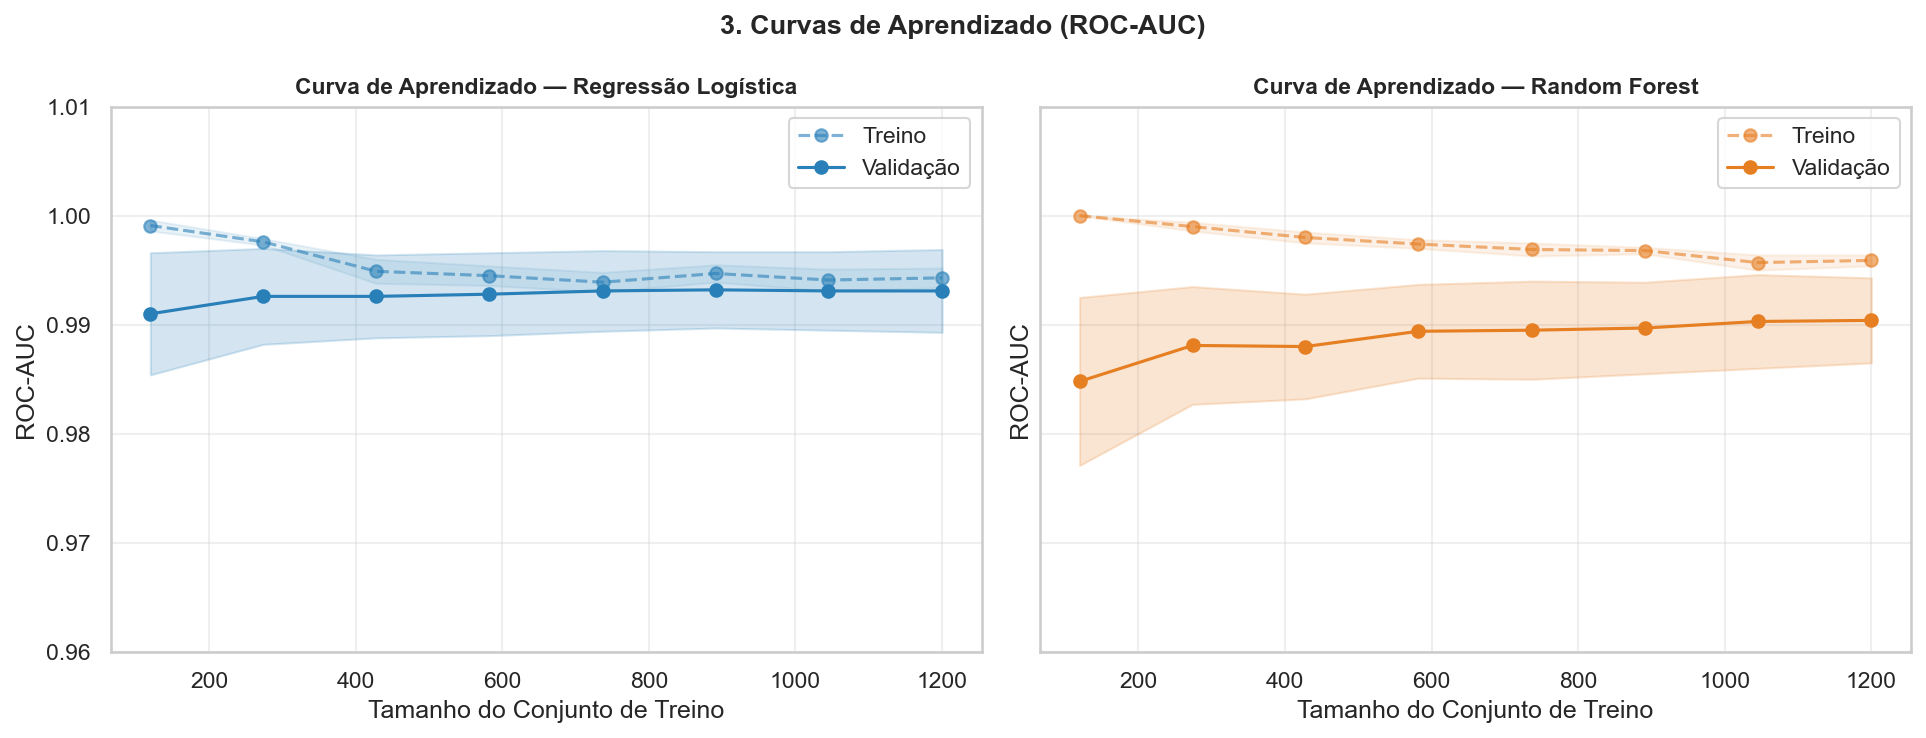 3. Curvas de Aprendizado (ROC-AUC)
Curva de Aprendizado — Regressão Logística
1.01
1.00
0.99
0.98
0.97
0.96
ROC-AUC
Treino
Validação
200
400
600
800
1000
1200
Tamanho do Conjunto de Treino
Curva de Aprendizado — Random Forest
ROC-AUC
Treino
Validação
200
400
600
800
1000
1200
Tamanho do Conjunto de Treino